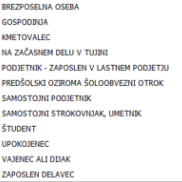 BREZPOSELNA OSEBA
GOSPODINJA
KMETOVALEC
NA ZAČASNEM DELU V TUJINI
PODJETNIK - ZAPOSLEN V LASTNEM PODJETJU
PREDŠOLSKI OZIROMA ŠOLOOBVEZNI OTROK
SAMOSTOJNI PODJETNIK
SAMOSTOJNI STROKOVNJAK, UMETNIK
ŠTUDENT
UPOKOJENEC
VAJENEC ALI DIJAK
ZAPOSLEN DELAVEC